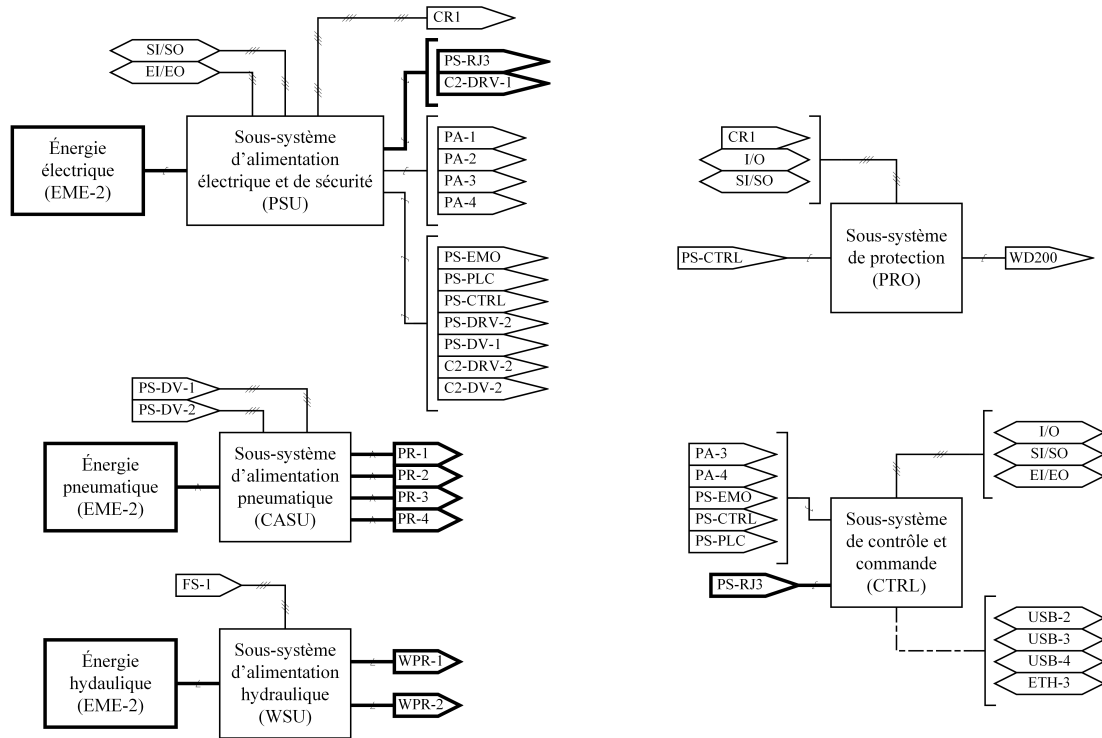 CR1
SI/SO
EI/EO
PS-RJ3
C2-DRV-1
Énergie
électrique
(EME-2)
Sous-système
d’alimentation
électrique et de sécurité
(PSU)
PA-1
PA-2
PA-3
PA-4
PS-EMO
PS-PLC
PS-CTRL
PS-DRV-2
PS-DV-1
C2-DRV-2
C2-DV-2
PS-DV-1
PS-DV-2
Énergie
pneumatique
(EME-2)
Sous-système
d’alimentation
pneumatique
(CASU)
PR-1
PR-2
PR-3
PR-4
FS-1
Énergie
hydaulique
(EME-2)
Sous-système
d’alimentation
hydraulique
(WSU)
WPR-1
WPR-2
CR1
I/O
SI/SO
PS-CTRL
Sous-système
de protection
(PRO)
WD200
PA-3
PA-4
PS-EMO
PS-CTRL
PS-PLC
PS-RJ3
Sous-système
de contrôle et
commande
(CTRL)
I/O
SI/SO
EI/EO
USB-2
USB-3
USB-4
ETH-3